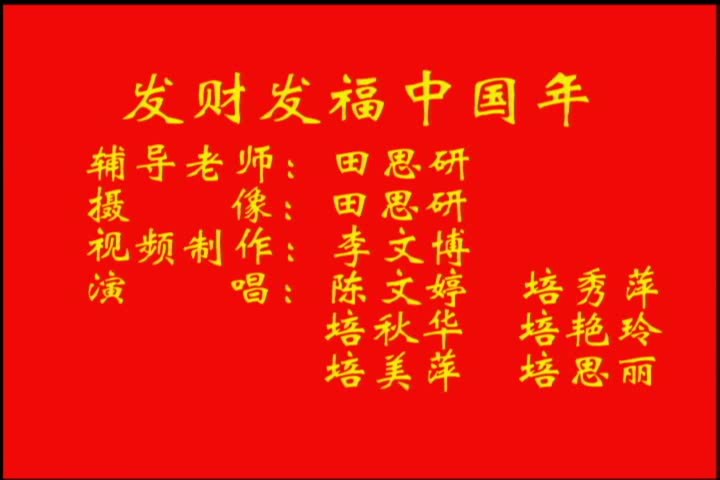 发财发福中国年
辅导老师：田思研
摄像：田思研
视频制作：李文博
演唱：陈文婷 培秀萍
培秋华 培艳玲
培美萍 培思丽